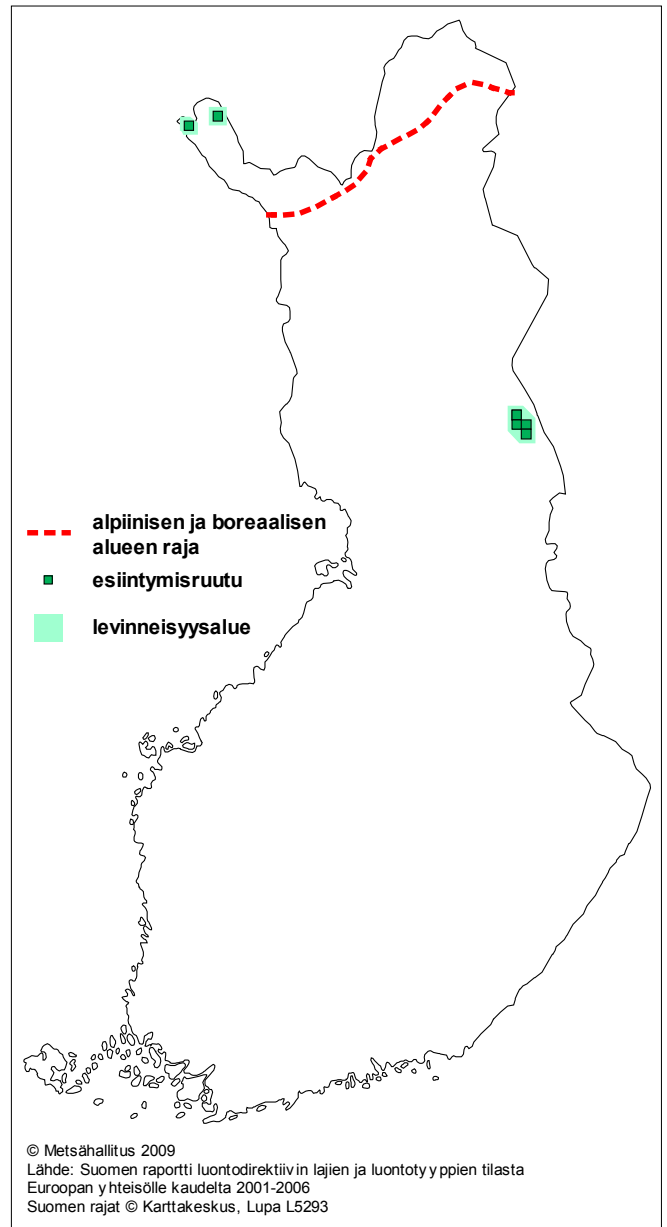 alpiinisen ja boreaalisen
alueen raja
esiintymisruutu
levinneisyysalue
© Metsähallitus 2009
Lähde: Suomen raportti luontodirektiivin lajien ja luontotyyppien tilasta
Euroopan yhteisölle kaudelta 2001-2006
Suomen rajat © Karttakeskus, Lupa L5293